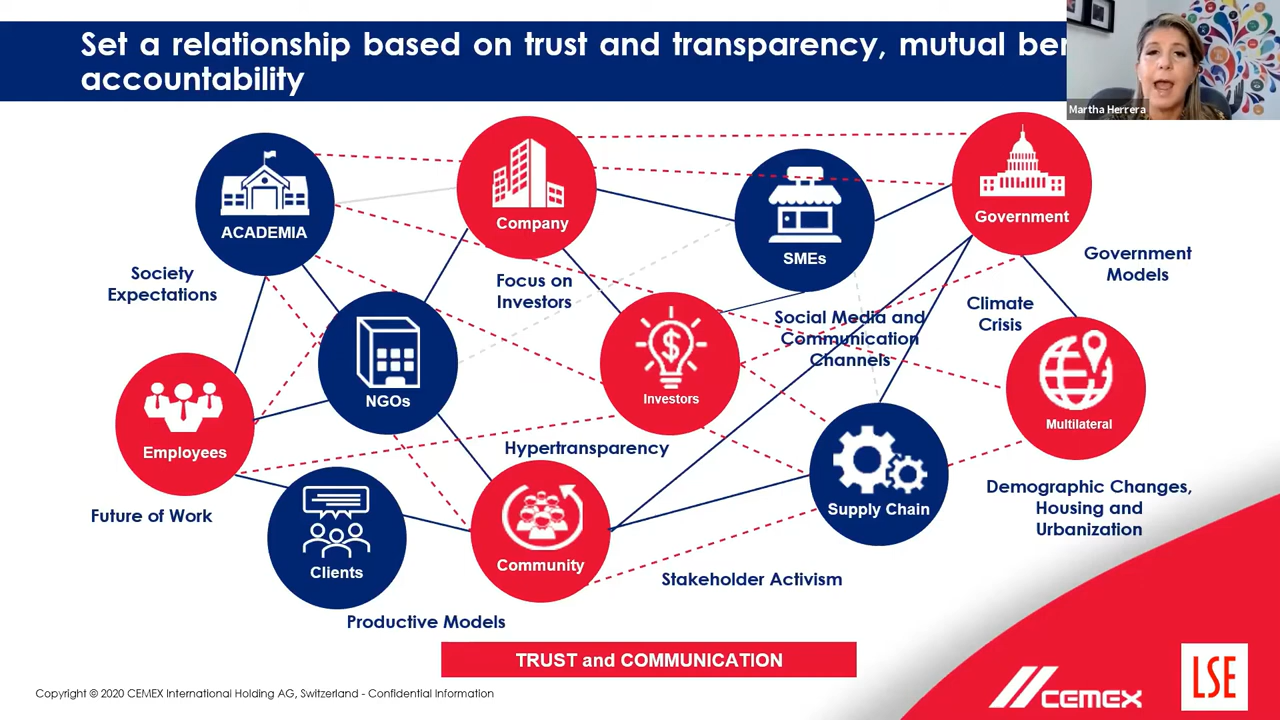 Set a relationship based on trust and transparency, mutual
accountability
Martha Herrera
ACADEMIA
Company
SMEs
Government
Society
Expectations
Focus on
Investors
Government
Models
Social Media and
Communication
Channels
Climate
Crisis
NGOs
Investors
Multilateral
Employees
Hypertransparency
Future of Work
Clients
Community
Supply Chain
Demographic Changes,
Housing and
Urbanization
Stakeholder Activism
Productive Models
TRUST and COMMUNICATION
Copyright © 2020 CEMEX International Holding AG, Switzerland - Confidential Information
CEMEX
LSE